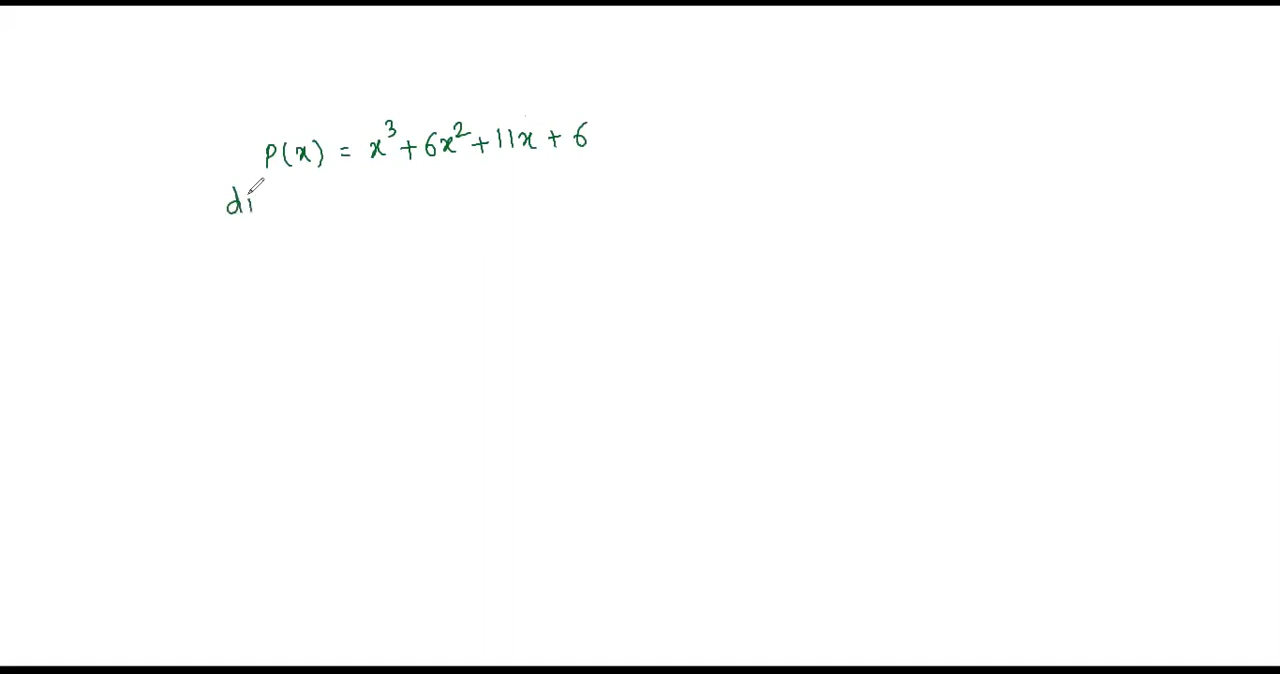 P(x) = x³ + 6x² + 11x + 6
di